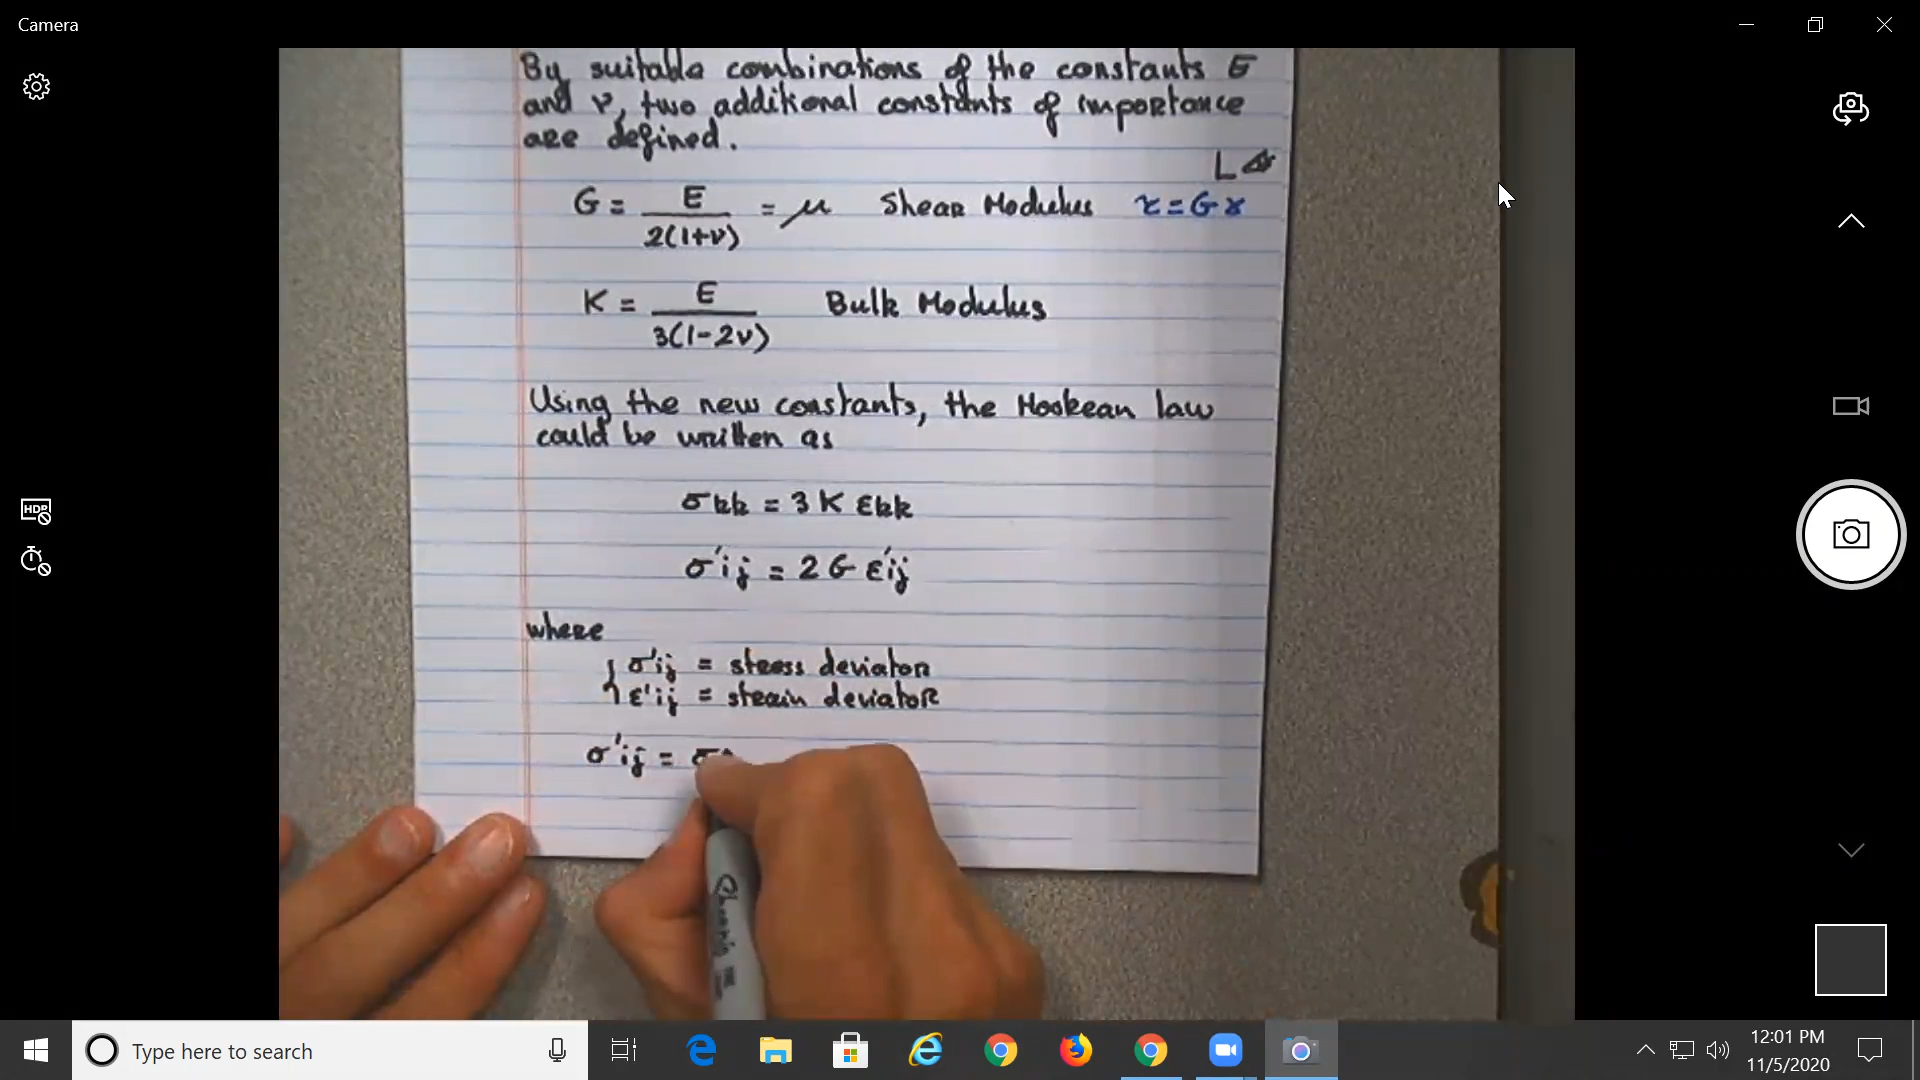 Camera
By suitable combinations of the constants E
and ν, two additional constants of importance
are defined.
G = E / 2(1+ν) = μ Shear Modulus τ = Gγ
K = E / 3(1-2ν) Bulk Modulus
Using the new constants, the Hookean law
could be written as
σkk = 3 K εkk
σ'ij = 2 G ε'ij
where
σ'ij = stress deviator
ε'ij = strain deviator
σ'ij = σ
Type here to search
12:01 PM
11/5/2020